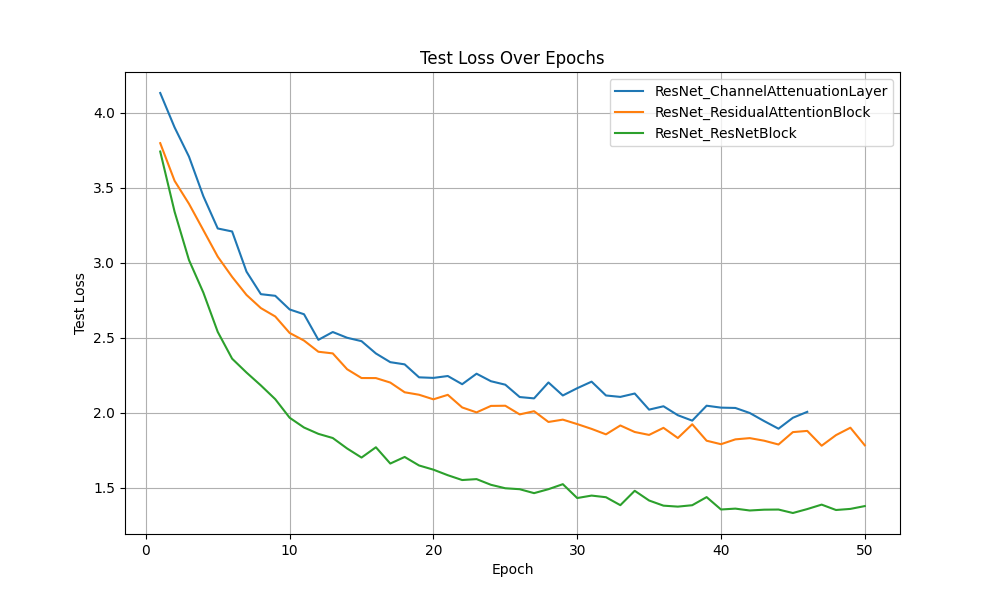 Test Loss Over Epochs
ResNet_ChannelAttenuationLayer
ResNet_ResidualAttentionBlock
ResNet_ResNetBlock
Test Loss
4.0
3.5
3.0
2.5
2.0
1.5
0 10 20 30 40 50
Epoch